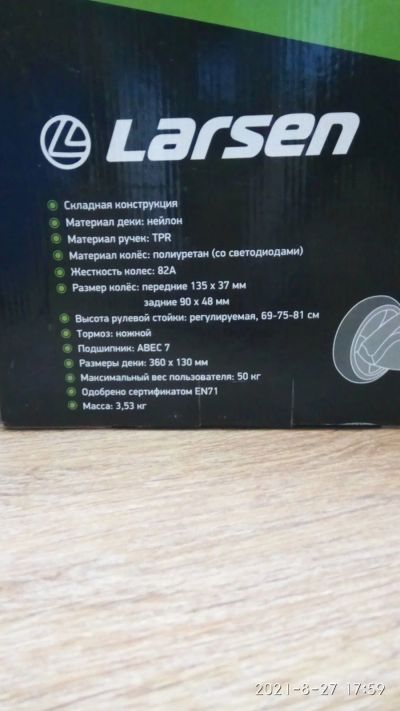 Larsen
Складная конструкция
Материал деки: нейлон
Материал ручек: TPR
Материал колёс: полиуретан (со светодиодами)
Жесткость колес: 82A
Размер колёс: передние 135 x 37 мм
задние 90 x 48 мм
Высота рулевой стойки: регулируемая, 69-75-81 см
Тормоз: ножной
Подшипник: ABEC 7
Размеры деки: 360 x 130 мм
Максимальный вес пользователя: 50 кг
Одобрено сертификатом EN71
Масса: 3,53 кг
2021-8-27 17:59